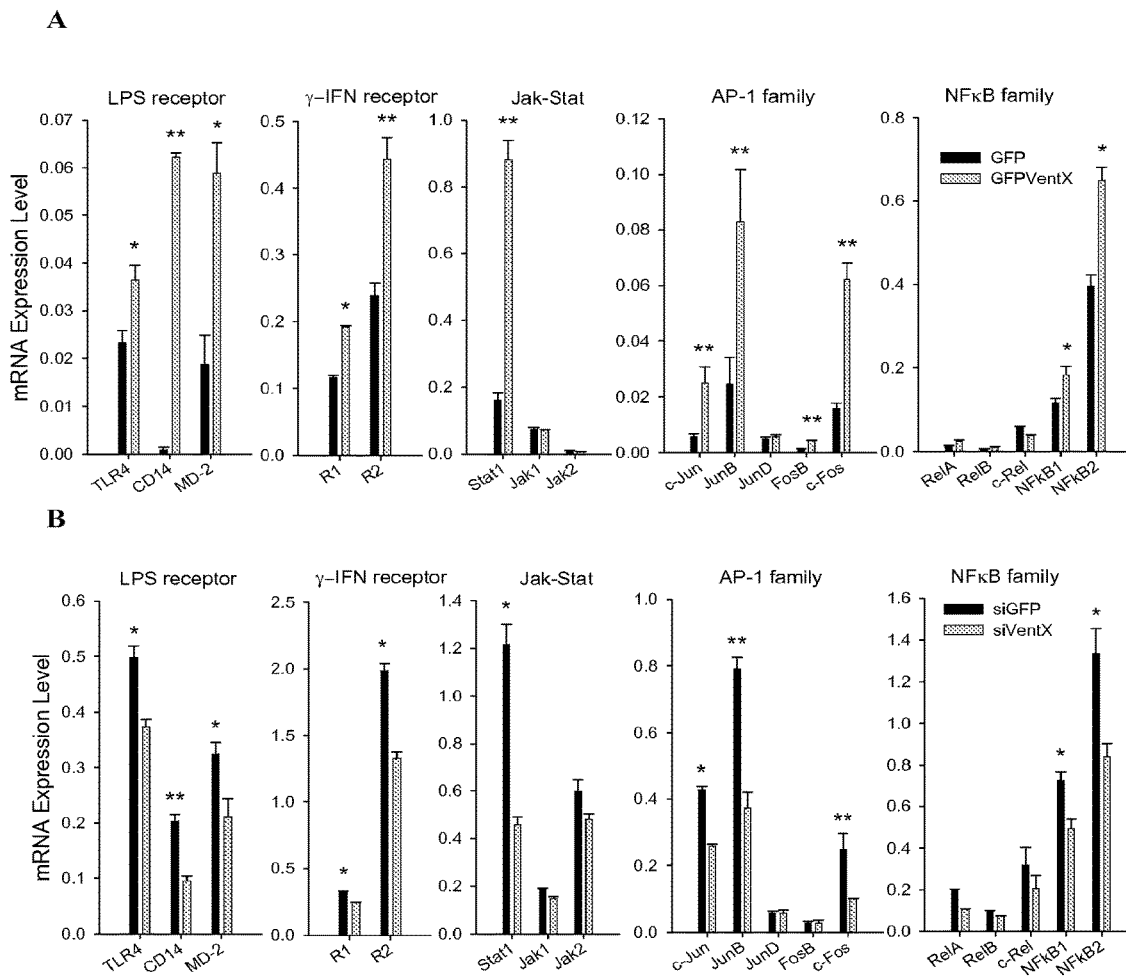 A
LPS receptor
γ–IFN receptor
Jak-Stat
AP-1 family
NFκB family
mRNA Expression Level
0.07
0.06
0.05
0.04
0.03
0.02
0.01
0.00
* ** *
TLR4 CD14 MD-2
0.5
0.4
0.3
0.2
0.1
0.0
* **
R1 R2
1.0
0.8
0.6
0.4
0.2
0.0
**
Stat1 Jak1 Jak2
0.12
0.10
0.08
0.06
0.04
0.02
0.00
** ** ** **
c-Jun JunB JunD FosB c-Fos
0.8
0.6
0.4
0.2
0.0
GFP
GFPVentX
* *
RelA RelB c-Rel NFkB1 NFkB2
B
LPS receptor
γ–IFN receptor
Jak-Stat
AP-1 family
NFκB family
mRNA Expression Level
0.6
0.5
0.4
0.3
0.2
0.1
0.0
* ** *
TLR4 CD14 MD-2
2.5
2.0
1.5
1.0
0.5
0.0
* *
R1 R2
1.4
1.2
1.0
0.8
0.6
0.4
0.2
0.0
*
Stat1 Jak1 Jak2
1.0
0.8
0.6
0.4
0.2
0.0
* ** **
c-Jun JunB JunD FosB c-Fos
1.6
1.4
1.2
1.0
0.8
0.6
0.4
0.2
0.0
siGFP
siVentX
* *
RelA RelB c-Rel NFkB1 NFkB2